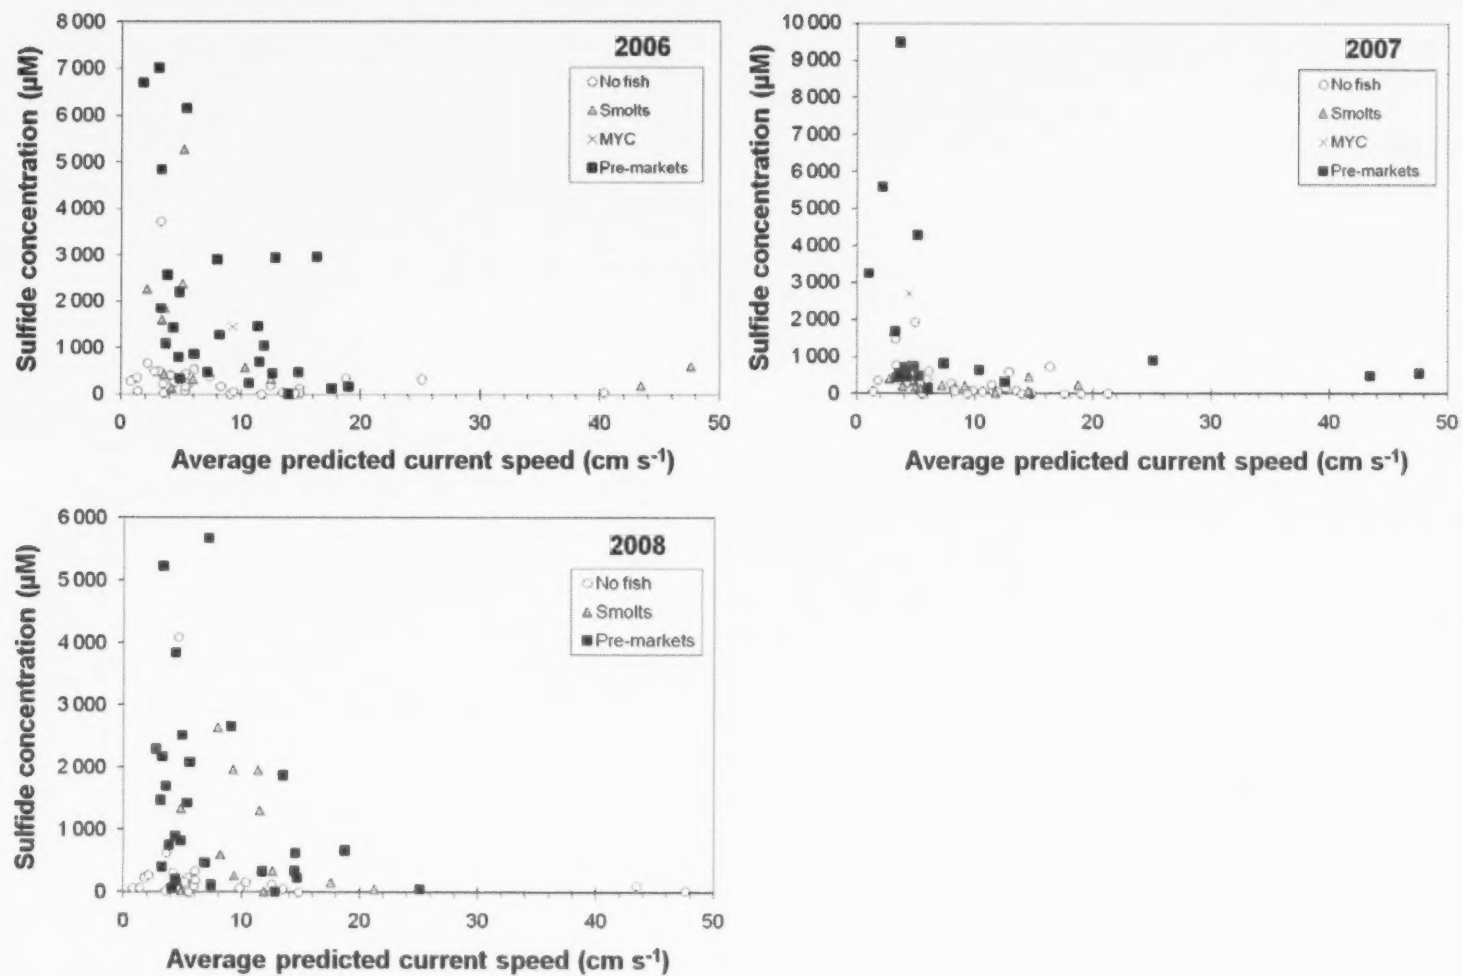 2006
8 000
7 000
6 000
5 000
4 000
3 000
2 000
1 000
0
0 10 20 30 40 50
Sulfide concentration (µM)
Average predicted current speed (cm s-1)
No fish
Smolts
MYC
Pre-markets
2007
10 000
9 000
8 000
7 000
6 000
5 000
4 000
3 000
2 000
1 000
0
0 10 20 30 40 50
Sulfide concentration (µM)
Average predicted current speed (cm s-1)
No fish
Smolts
MYC
Pre-markets
2008
6 000
5 000
4 000
3 000
2 000
1 000
0
0 10 20 30 40 50
Sulfide concentration (µM)
Average predicted current speed (cm s-1)
No fish
Smolts
Pre-markets